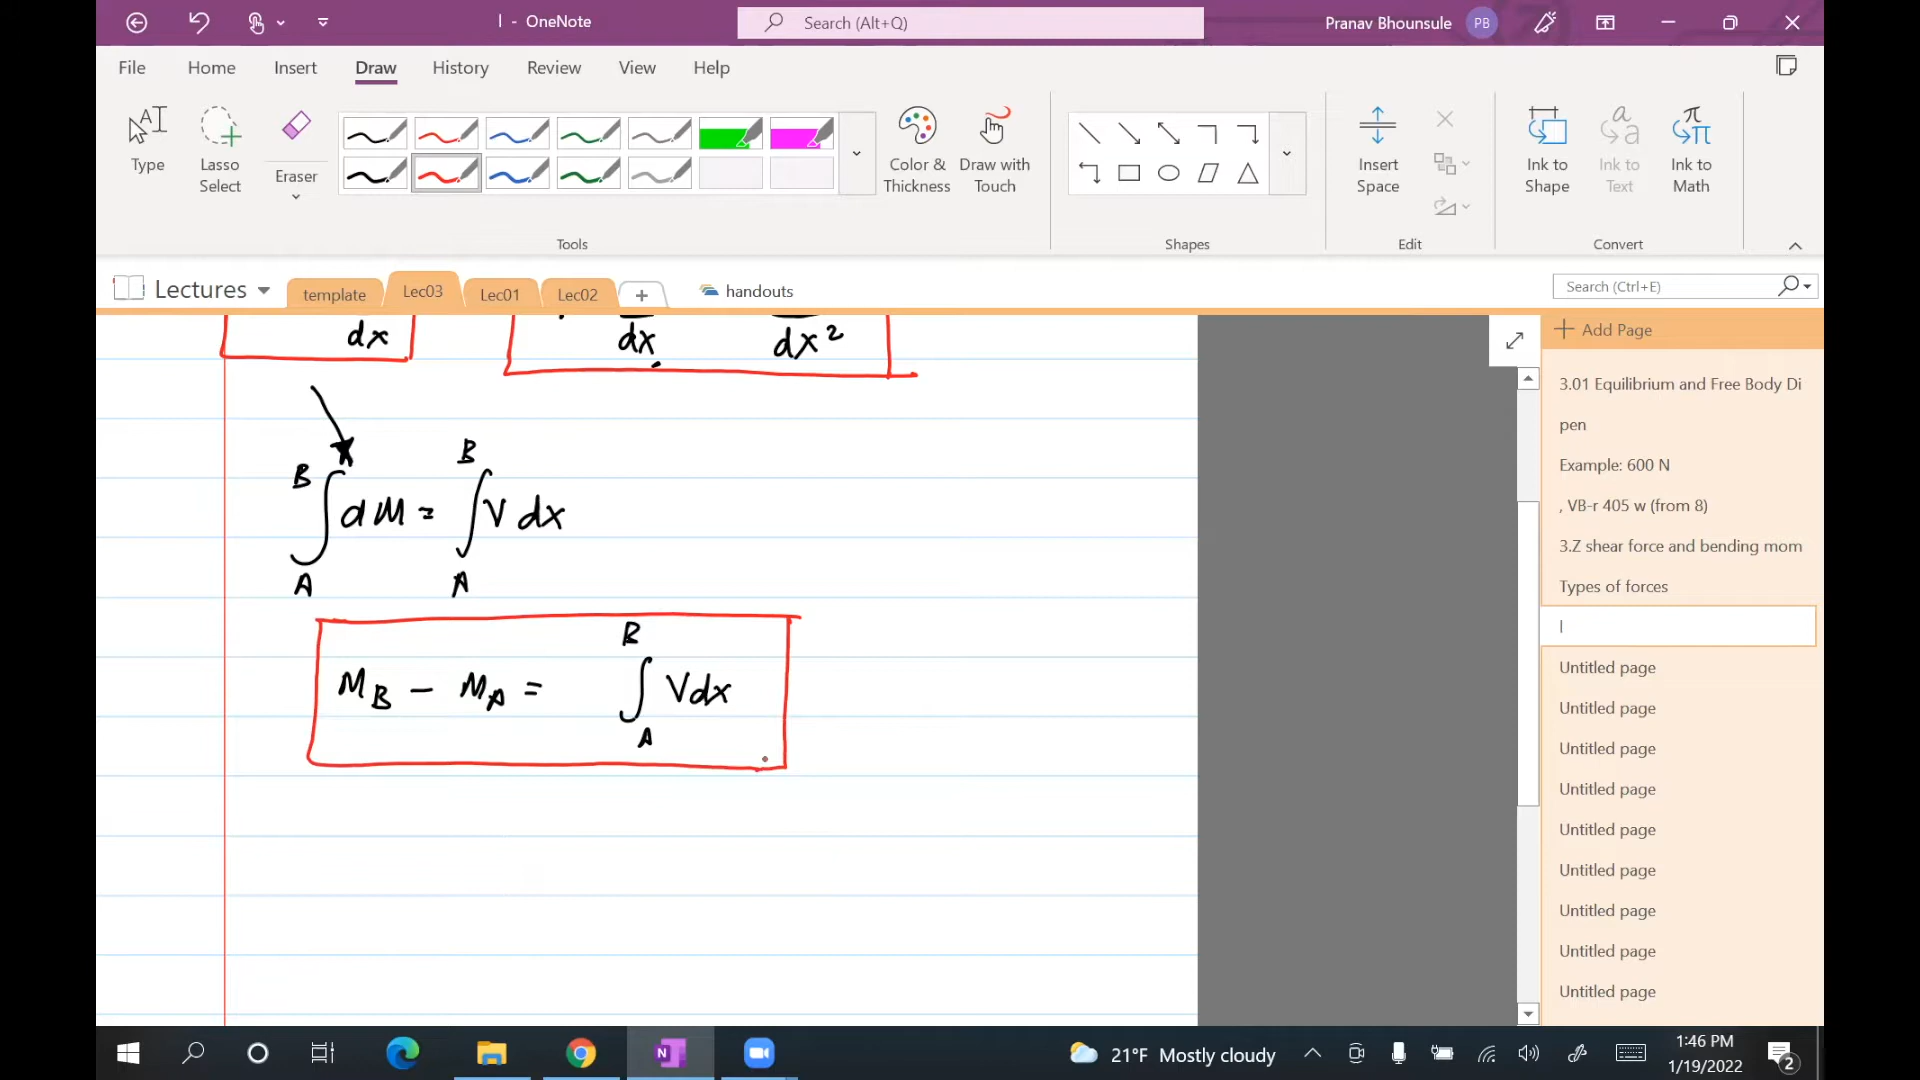 I - OneNote
Search (Alt+Q)
Pranav Bhounsule PB
File Home Insert Draw History Review View Help
Type
Lasso Select
Eraser
Color & Thickness
Draw with Touch
Insert Space
Ink to Shape
Ink to Text
Ink to Math
Tools Shapes Edit Convert
Lectures template Lec03 Lec01 Lec02 handouts
Search (Ctrl+E)
Add Page
3.01 Equilibrium and Free Body Di
pen
Example: 600 N
, VB-r 405 w (from 8)
3.Z shear force and bending mom
Types of forces
I
Untitled page
Untitled page
Untitled page
Untitled page
Untitled page
Untitled page
Untitled page
Untitled page
Untitled page
dx dx dx²
∫_A^B dM = ∫_A^B V dx
M_B - M_A = ∫_A^B Vdx
21°F Mostly cloudy
1:46 PM
1/19/2022
2